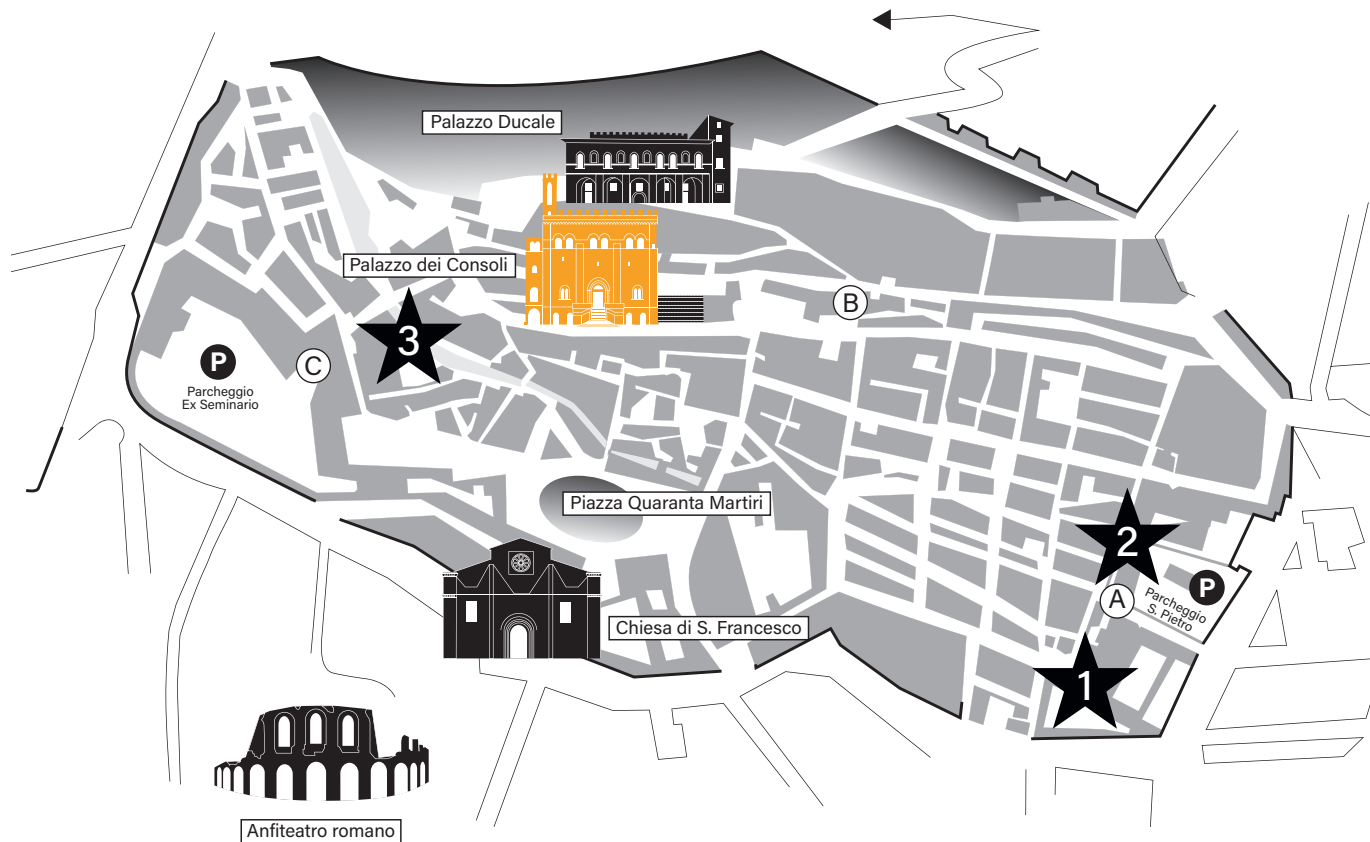 Palazzo Ducale
Palazzo dei Consoli
B
3
P
Parcheggio
Ex Seminario
C
Piazza Quaranta Martiri
2
P
Parcheggio
S. Pietro
A
Chiesa di S. Francesco
1
Anfiteatro romano